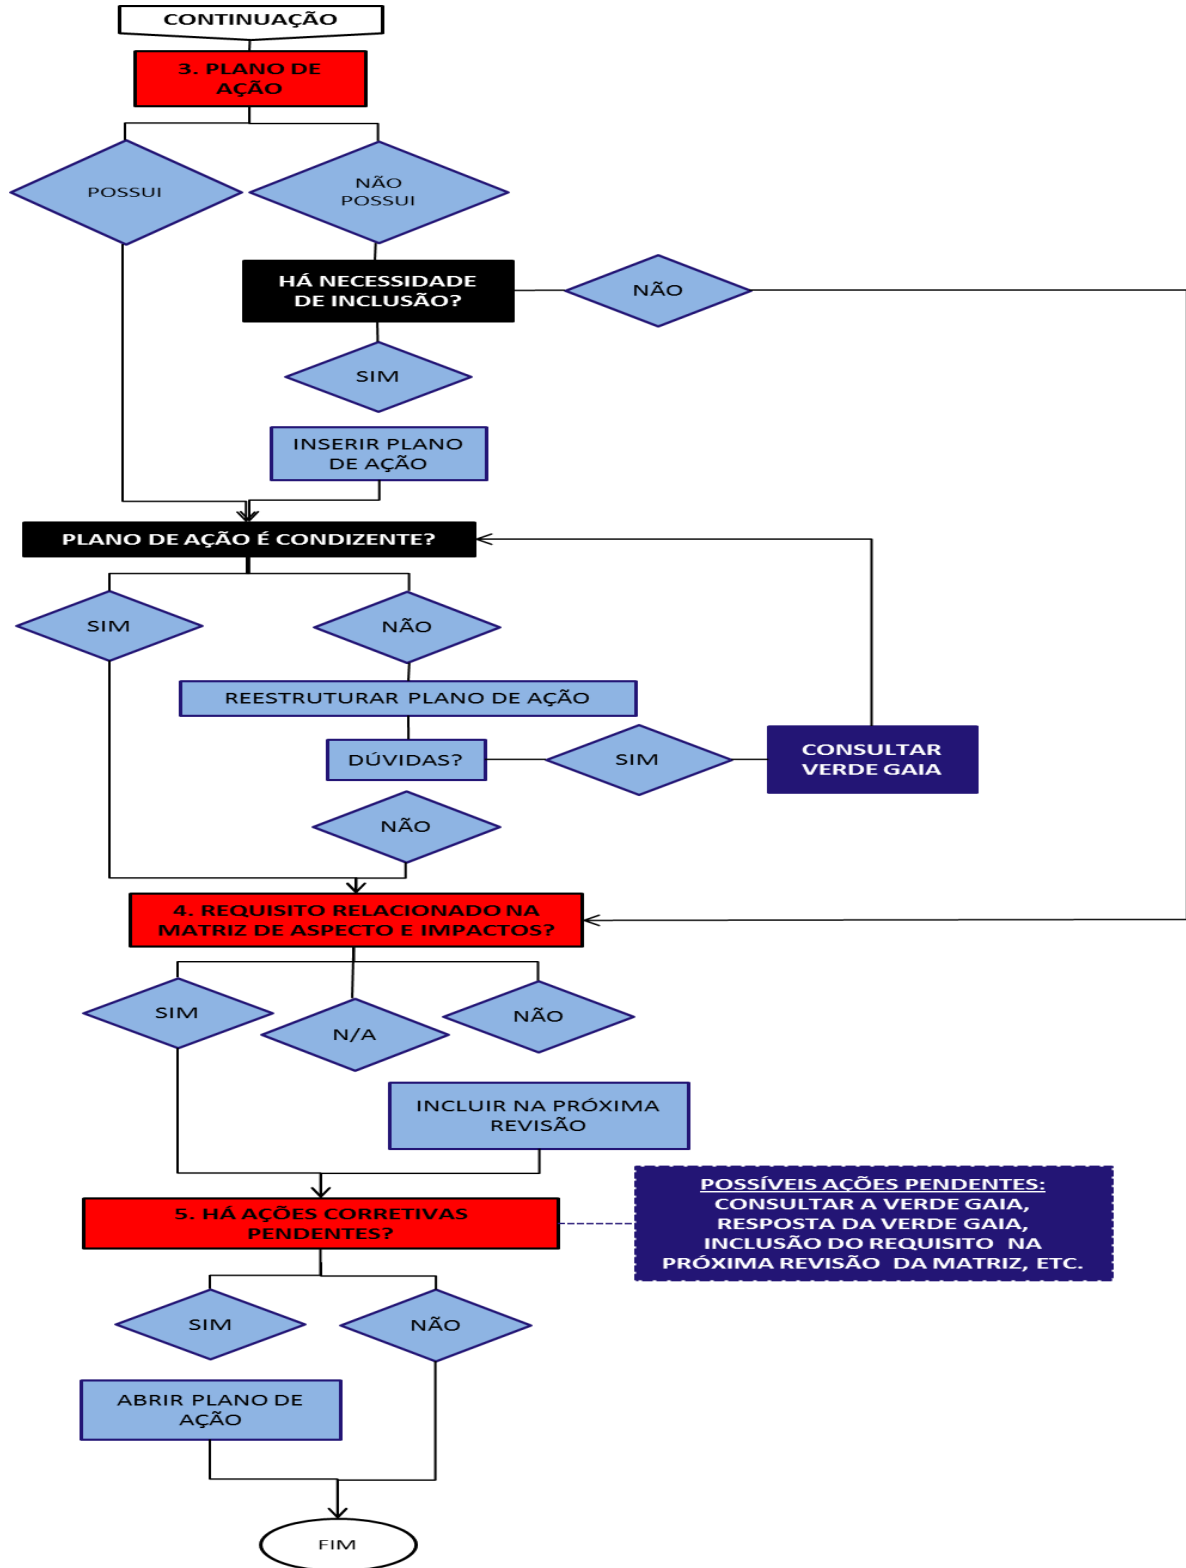 CONTINUAÇÃO
3. PLANO DE
AÇÃO
POSSUI
NÃO
POSSUI
HÁ NECESSIDADE
DE INCLUSÃO?
NÃO
SIM
INSERIR PLANO
DE AÇÃO
PLANO DE AÇÃO É CONDIZENTE?
SIM
NÃO
REESTRUTURAR PLANO DE AÇÃO
DÚVIDAS?
SIM
CONSULTAR
VERDE GAIA
NÃO
4. REQUISITO RELACIONADO NA
MATRIZ DE ASPECTO E IMPACTOS?
SIM
N/A
NÃO
INCLUIR NA PRÓXIMA
REVISÃO
5. HÁ AÇÕES CORRETIVAS
PENDENTES?
POSSÍVEIS AÇÕES PENDENTES:
CONSULTAR A VERDE GAIA,
RESPOSTA DA VERDE GAIA,
INCLUSÃO DO REQUISITO NA
PRÓXIMA REVISÃO DA MATRIZ, ETC.
SIM
NÃO
ABRIR PLANO DE
AÇÃO
FIM